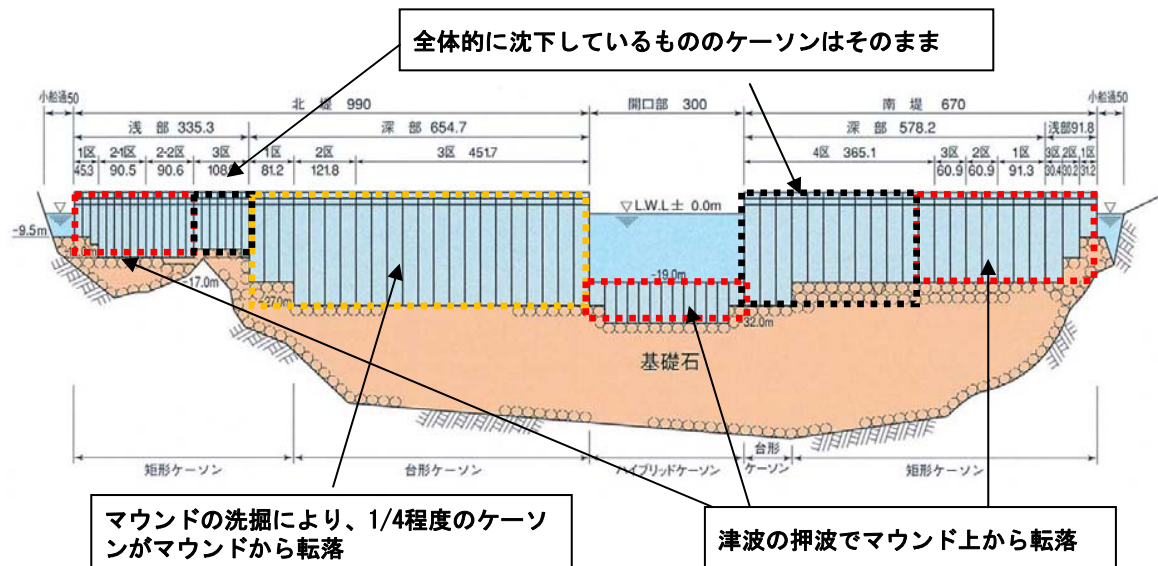 全体的に沈下しているもののケーソンはそのまま
小船通50
北 堤 990
開口部 300
南 堤 670
小船通50
浅 部 335.3
深 部 654.7
深 部 578.2
浅部91.8
1区
2-1区
2-2区
3区
1区
2区
3区 451.7
4区 365.1
3区
2区
1区
3区
2区
1区
453
90.5
90.6
108.
81.2
121.8
60.9
60.9
91.3
30.4
30.2
31.2
▽L.W.L± 0.0m
-9.5m
-19.0m
-17.0m
-27.0m
32.0m
基礎石
矩形ケーソン
台形ケーソン
ハイブリッドケーソン
台形
ケーソン
矩形ケーソン
マウンドの洗掘により、1/4程度のケーソ
ンがマウンドから転落
津波の押波でマウンド上から転落